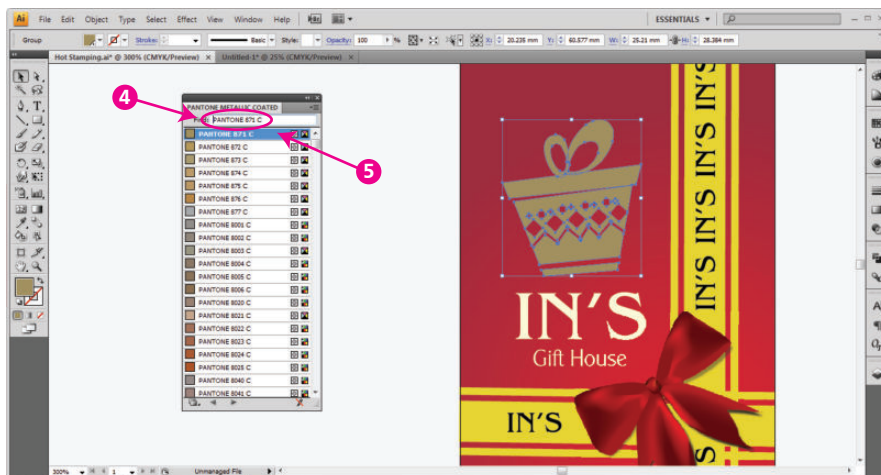 Ai File Edit Object Type Select Effect View Window Help Br ESSENTIALS
Group Stroke: Basic Style: Opacity: 100 % X: 20.235 mm Y: 60.577 mm W: 25.21 mm H: 28.384 mm
Hot Stamping.ai* @ 300% (CMYK/Preview) × Untitled-1* @ 25% (CMYK/Preview) ×
4
PANTONE METALLIC COATED
Find: PANTONE 871 C
5
PANTONE 871 C
PANTONE 872 C
PANTONE 873 C
PANTONE 874 C
PANTONE 875 C
PANTONE 876 C
PANTONE 877 C
PANTONE 8001 C
PANTONE 8002 C
PANTONE 8003 C
PANTONE 8004 C
PANTONE 8005 C
PANTONE 8006 C
PANTONE 8020 C
PANTONE 8021 C
PANTONE 8022 C
PANTONE 8023 C
PANTONE 8024 C
PANTONE 8025 C
PANTONE 8040 C
PANTONE 8041 C
IN'S
Gift House
IN'S IN'S IN'S
IN'S
300% 1 Unmanaged File